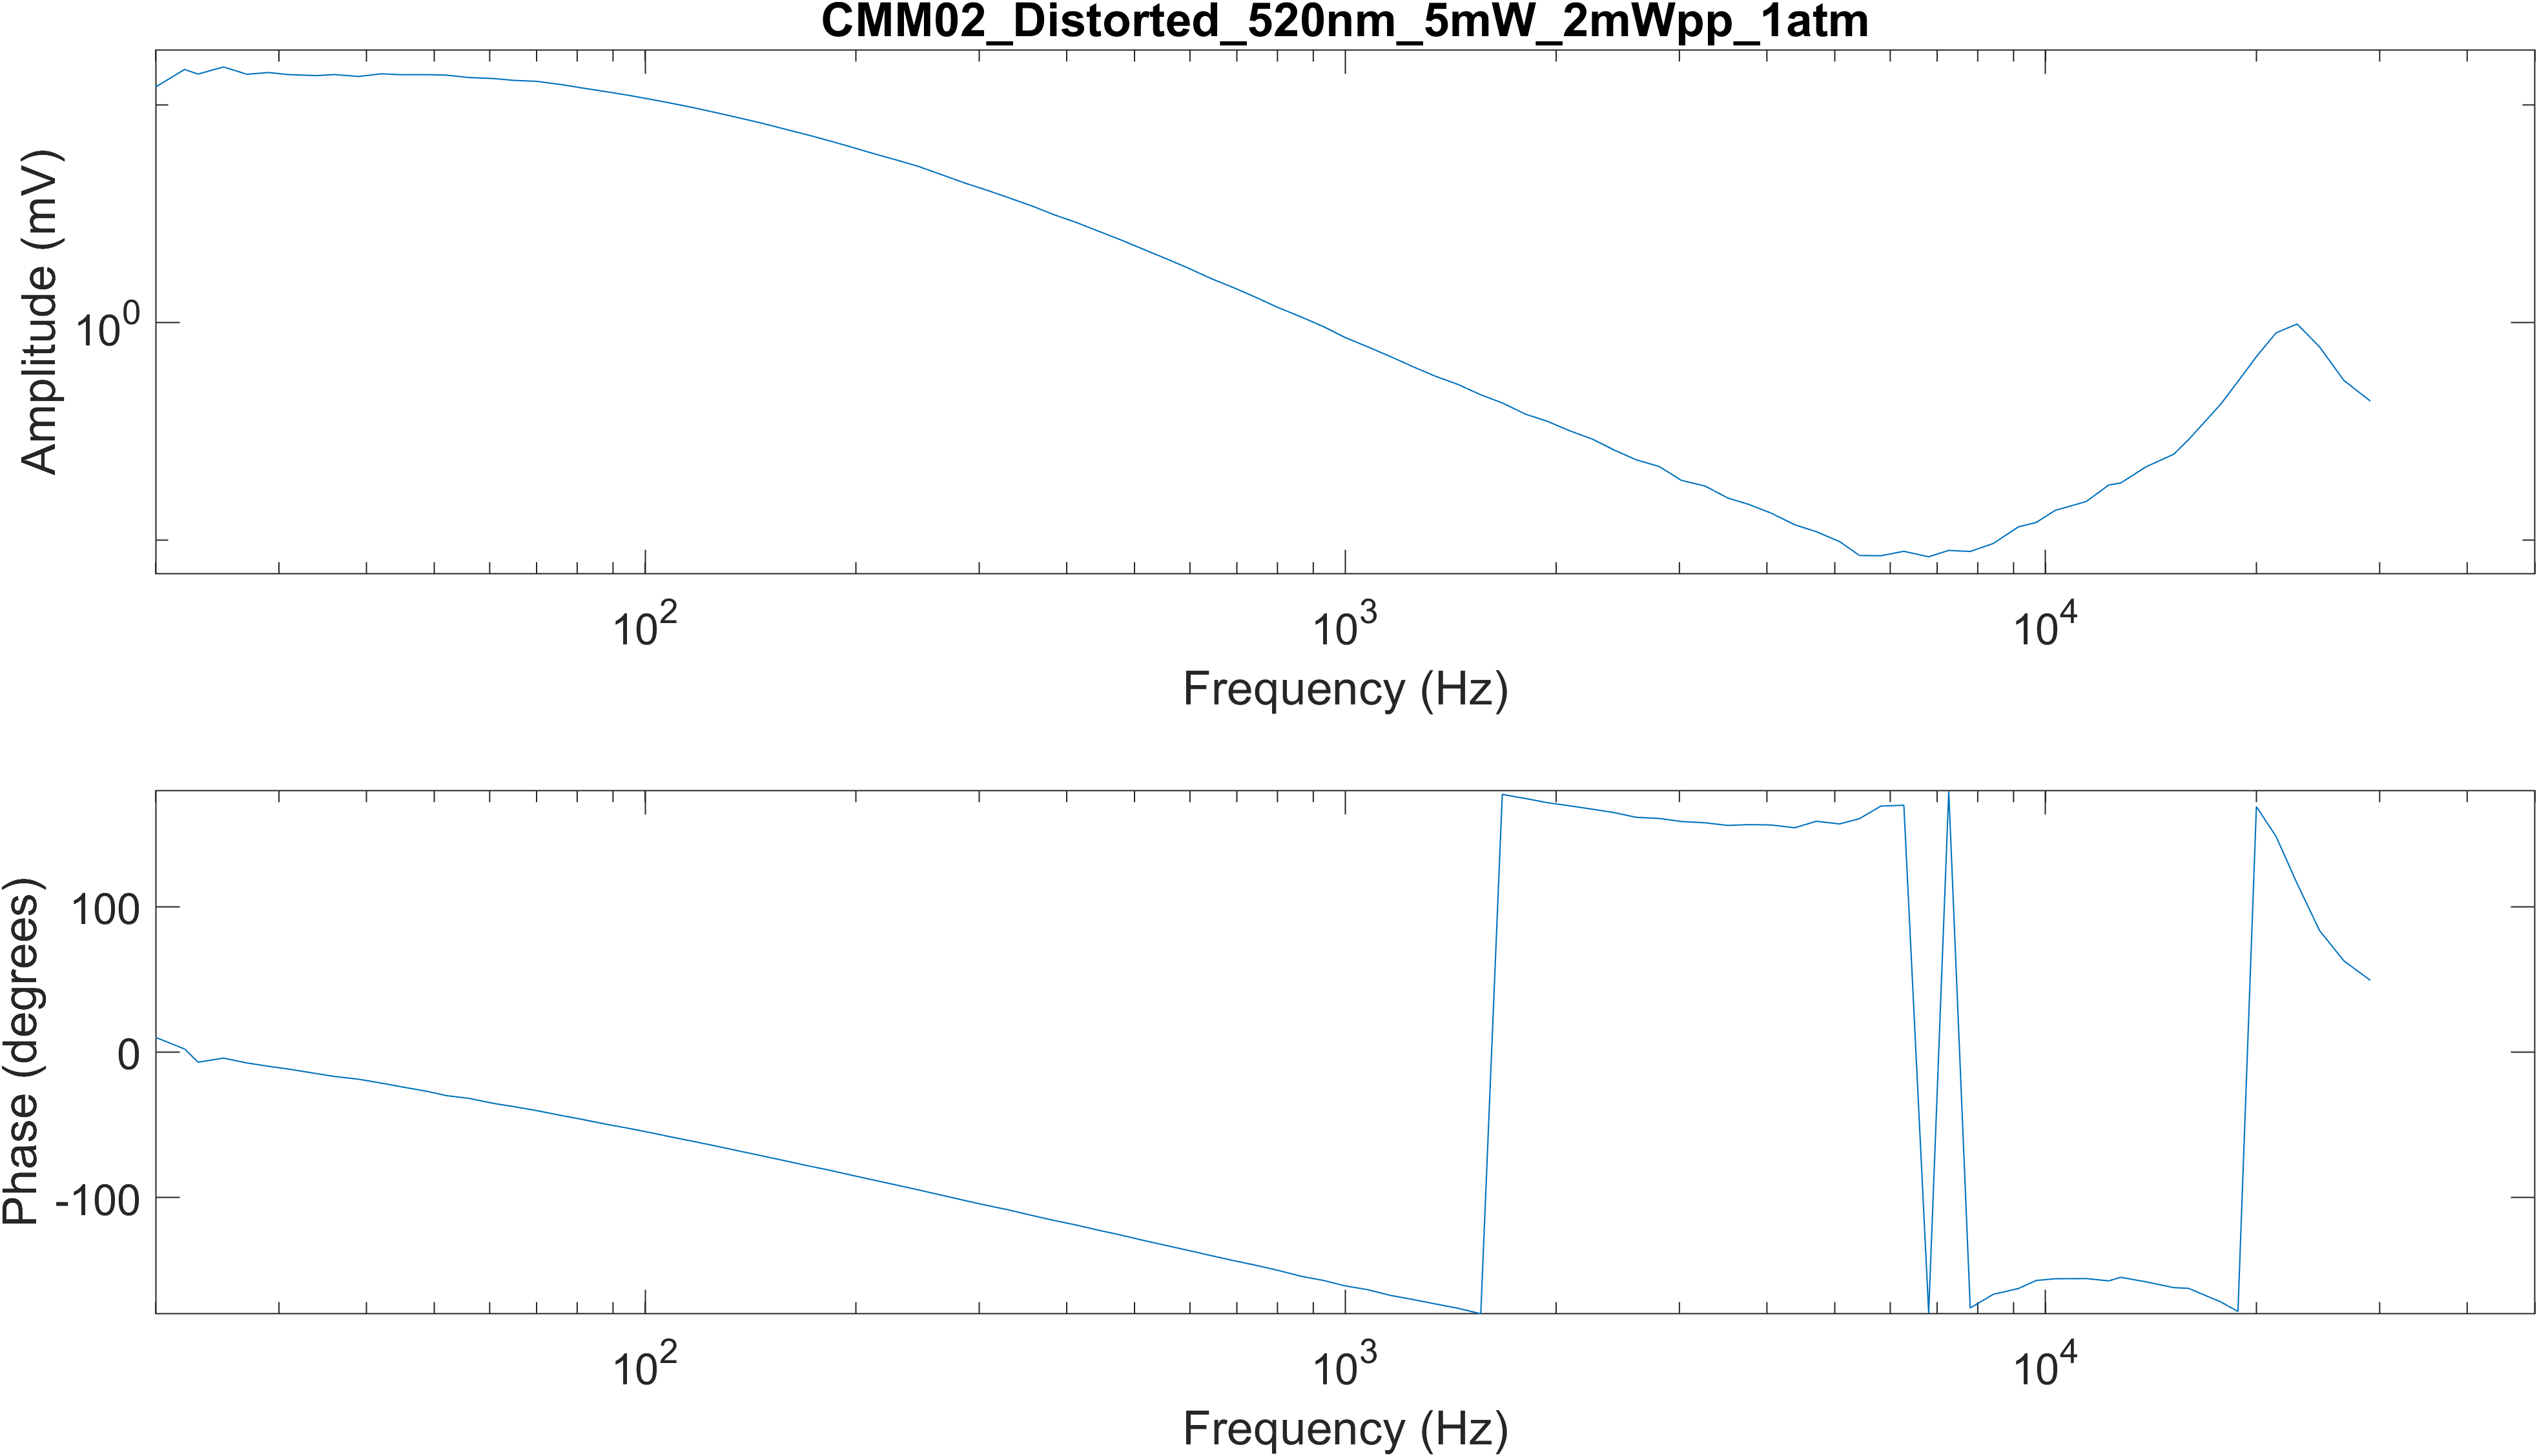 CMM02_Distorted_520nm_5mW_2mWpp_1atm
Amplitude (mV)
10^0
10^2
10^3
10^4
Frequency (Hz)
Phase (degrees)
100
0
-100
10^2
10^3
10^4
Frequency (Hz)